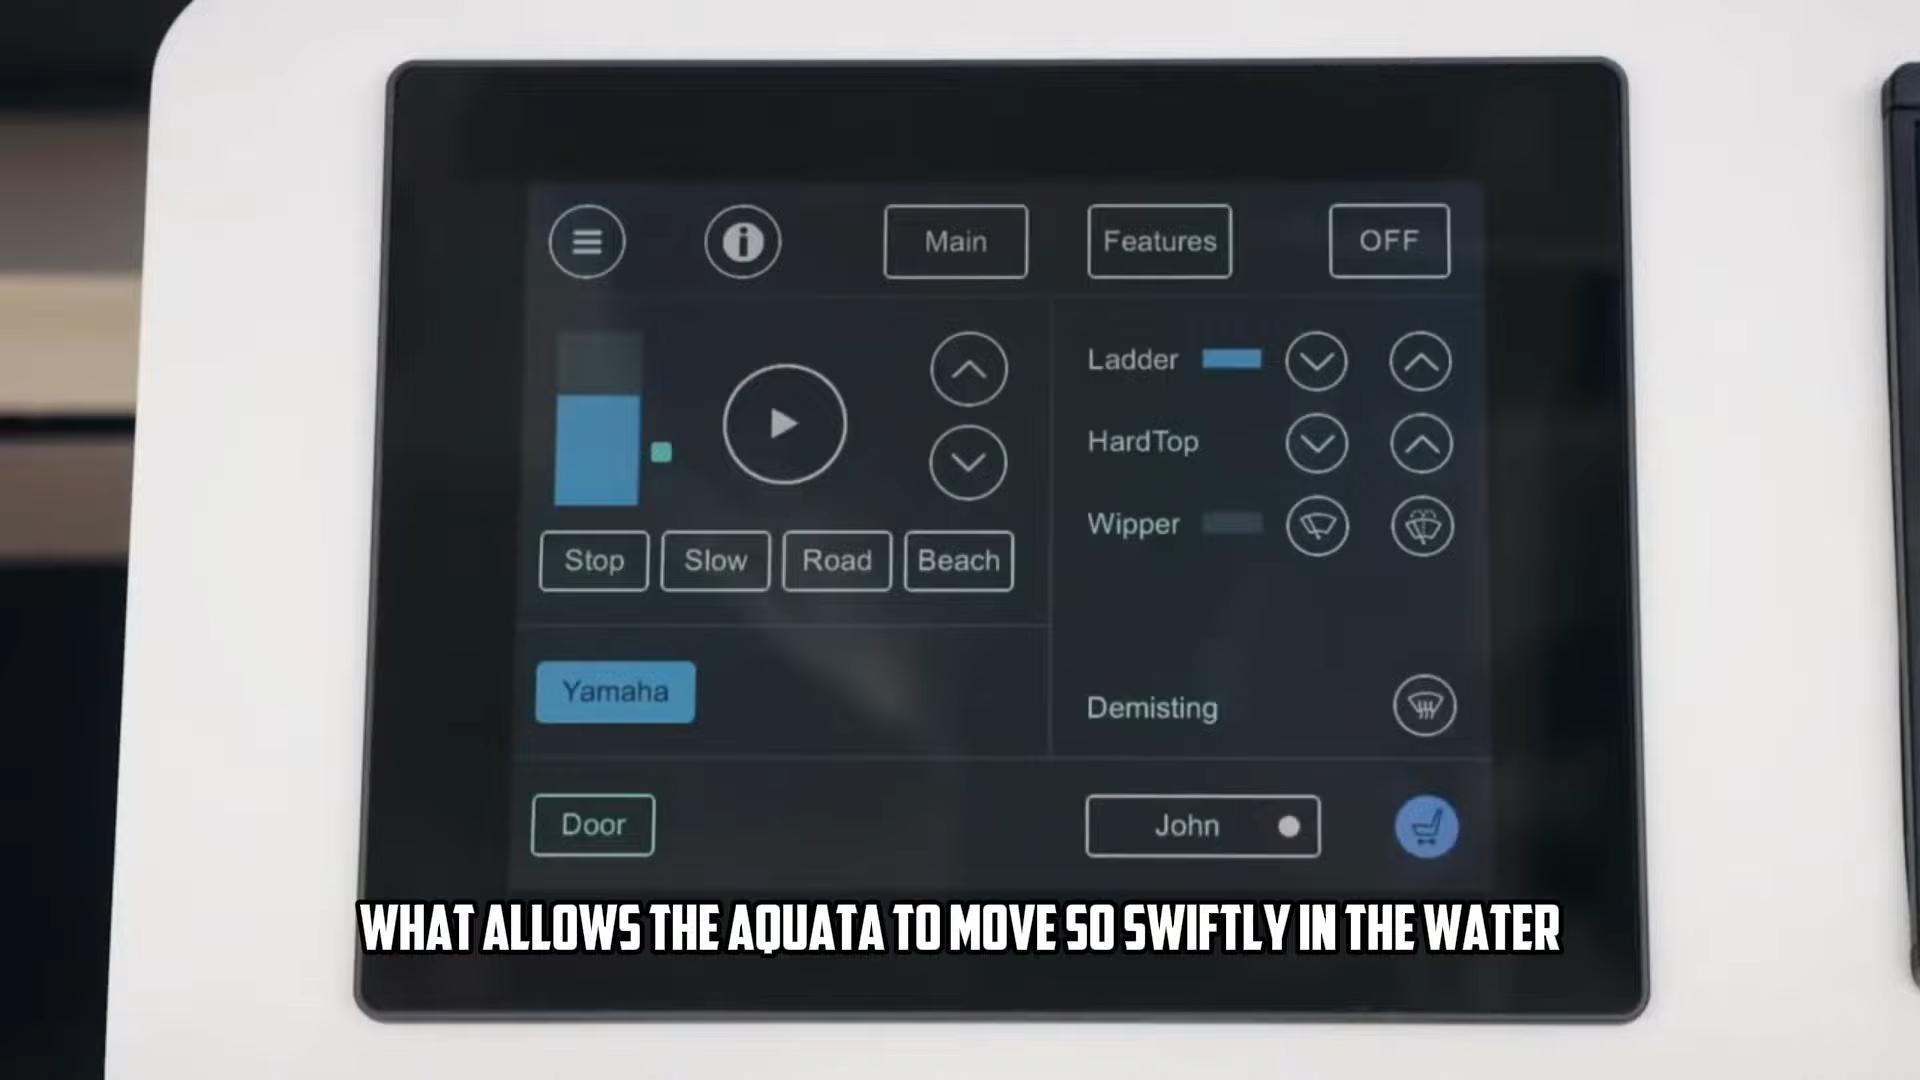 Main
Features
OFF
Ladder
HardTop
Wipper
Stop
Slow
Road
Beach
Yamaha
Demisting
Door
John
WHAT ALLOWS THE AQUATA TO MOVE SO SWIFTLY IN THE WATER